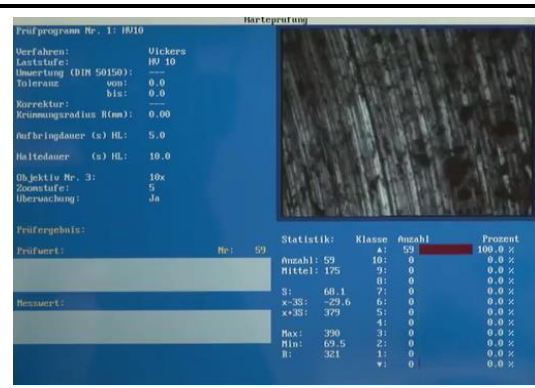 Härteprüfung
Prüfprogramm Nr. 1: HV10
Verfahren: Vickers
Laststufe: HV 10
Umwertung (DIN 50150): ---
Toleranz von: 0.0
bis: 0.0
Korrektur: ---
Krümmungsradius R(mm): 0.00
Aufbringdauer (s) HL: 5.0
Haltedauer (s) HL: 10.0
Objektiv Nr. 3: 10x
Zoomstufe: 5
Überwachung: Ja
Prüfergebnis:
Prüfwert: Nr: 59
Messwert:
Statistik: Klasse Anzahl Prozent
▲: 59 100.0 %
Anzahl: 59 10: 0 0.0 %
Mittel: 175 9: 0 0.0 %
8: 0 0.0 %
S: 68.1 7: 0 0.0 %
x-3S: -29.6 6: 0 0.0 %
x+3S: 379 5: 0 0.0 %
4: 0 0.0 %
Max: 390 3: 0 0.0 %
Min: 69.5 2: 0 0.0 %
R: 321 1: 0 0.0 %
▼: 0 0.0 %